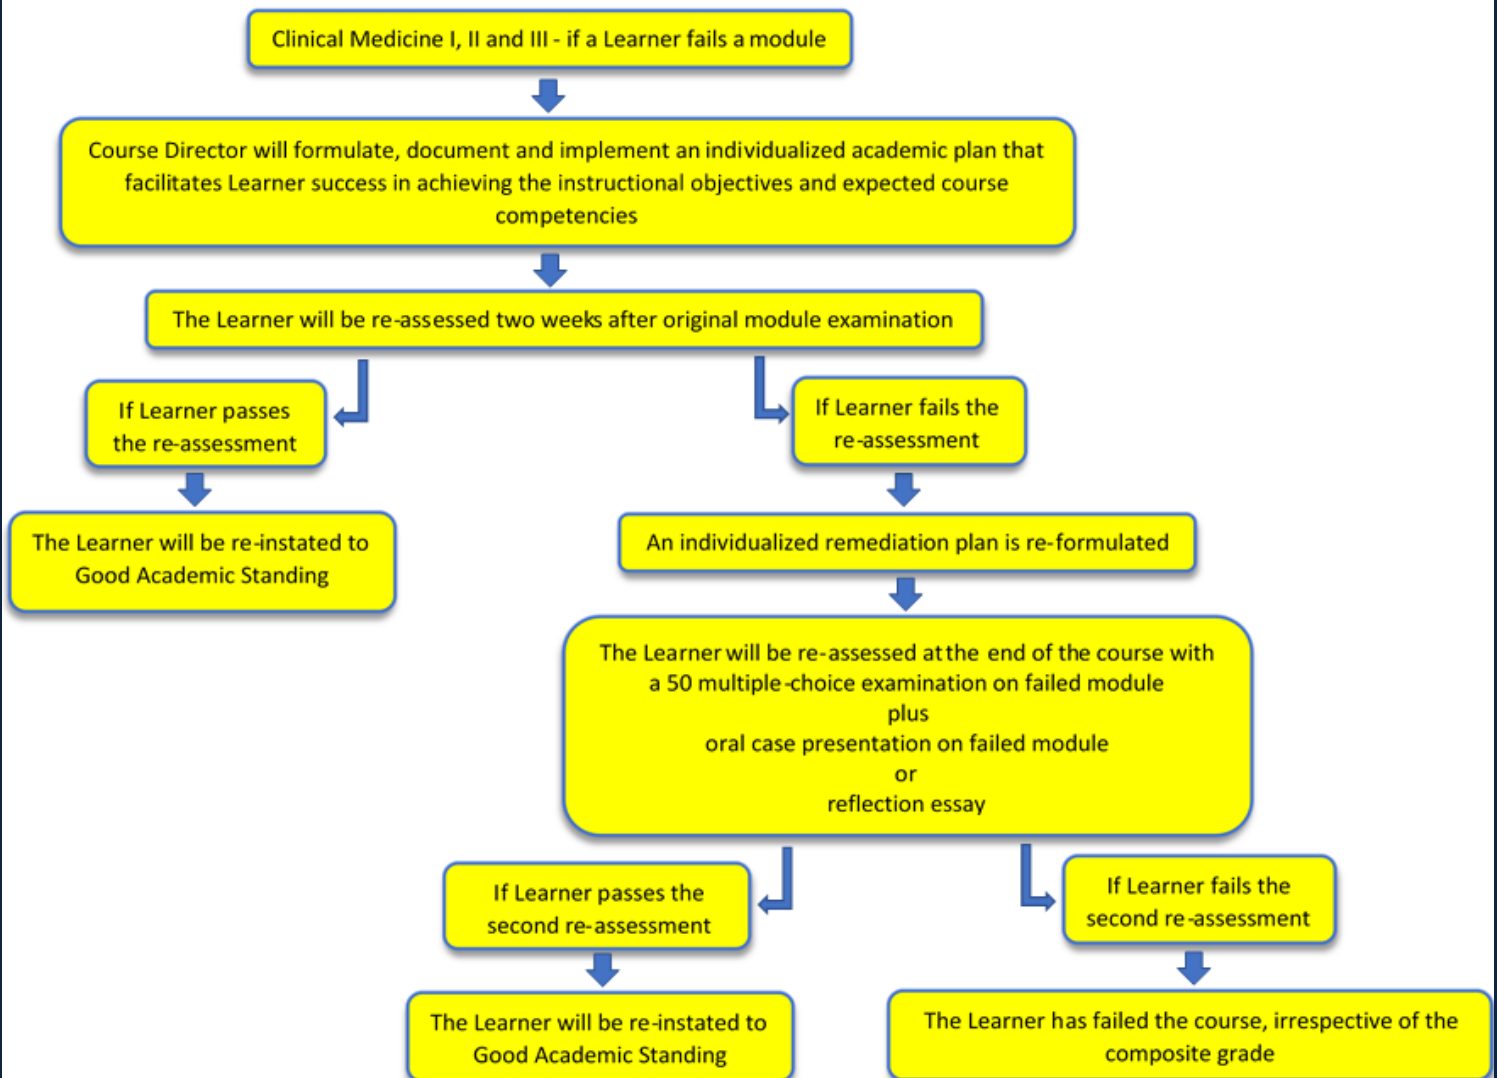 Clinical Medicine I, II and III - if a Learner fails a module
Course Director will formulate, document and implement an individualized academic plan that
facilitates Learner success in achieving the instructional objectives and expected course
competencies
The Learner will be re-assessed two weeks after original module examination
If Learner passes
the re-assessment
The Learner will be re-instated to
Good Academic Standing
If Learner fails the
re-assessment
An individualized remediation plan is re-formulated
The Learner will be re-assessed at the end of the course with
a 50 multiple-choice examination on failed module
plus
oral case presentation on failed module
or
reflection essay
If Learner passes the
second re-assessment
The Learner will be re-instated to
Good Academic Standing
If Learner fails the
second re-assessment
The Learner has failed the course, irrespective of the
composite grade